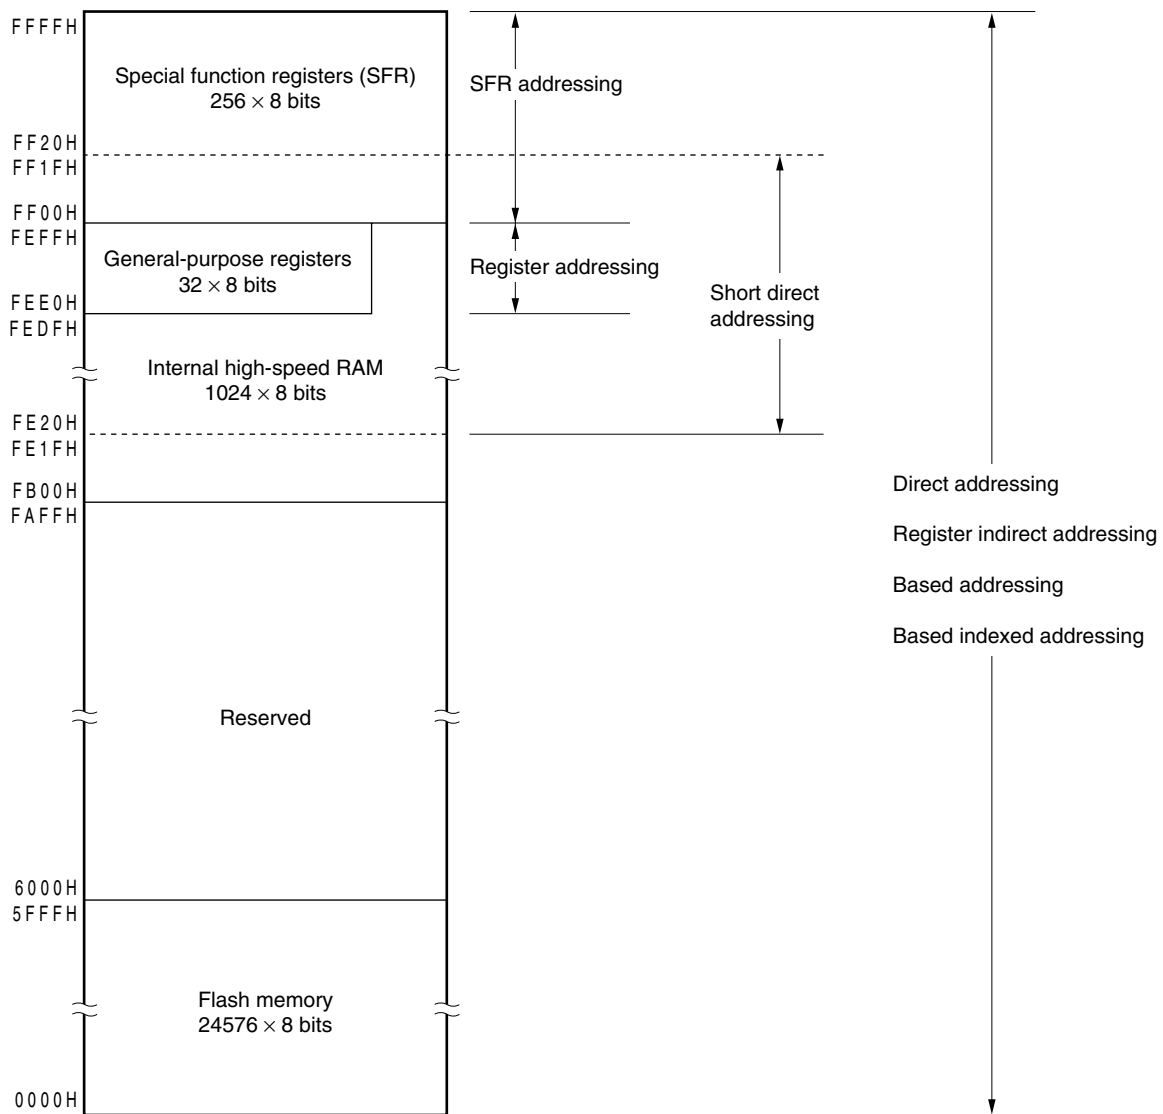 FFFFH
Special function registers (SFR)
256 × 8 bits
SFR addressing
FF20H
FF1FH
FF00H
FEFFH
General-purpose registers
32 × 8 bits
Register addressing
FEE0H
FEDFH
Short direct
addressing
Internal high-speed RAM
1024 × 8 bits
FE20H
FE1FH
FB00H
FAFFH
Direct addressing
Register indirect addressing
Based addressing
Based indexed addressing
Reserved
6000H
5FFFH
Flash memory
24576 × 8 bits
0000H